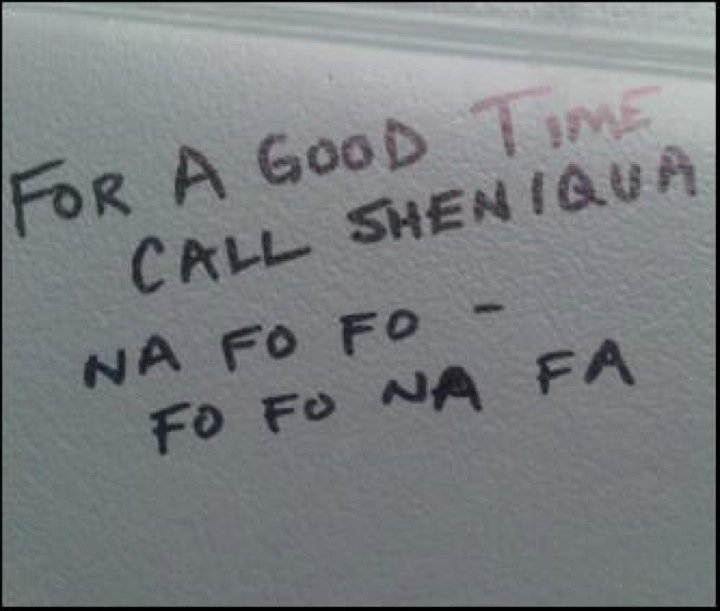 FOR A GOOD TIME
CALL SHENIQUA
NA FO FO -
FO FO NA FA